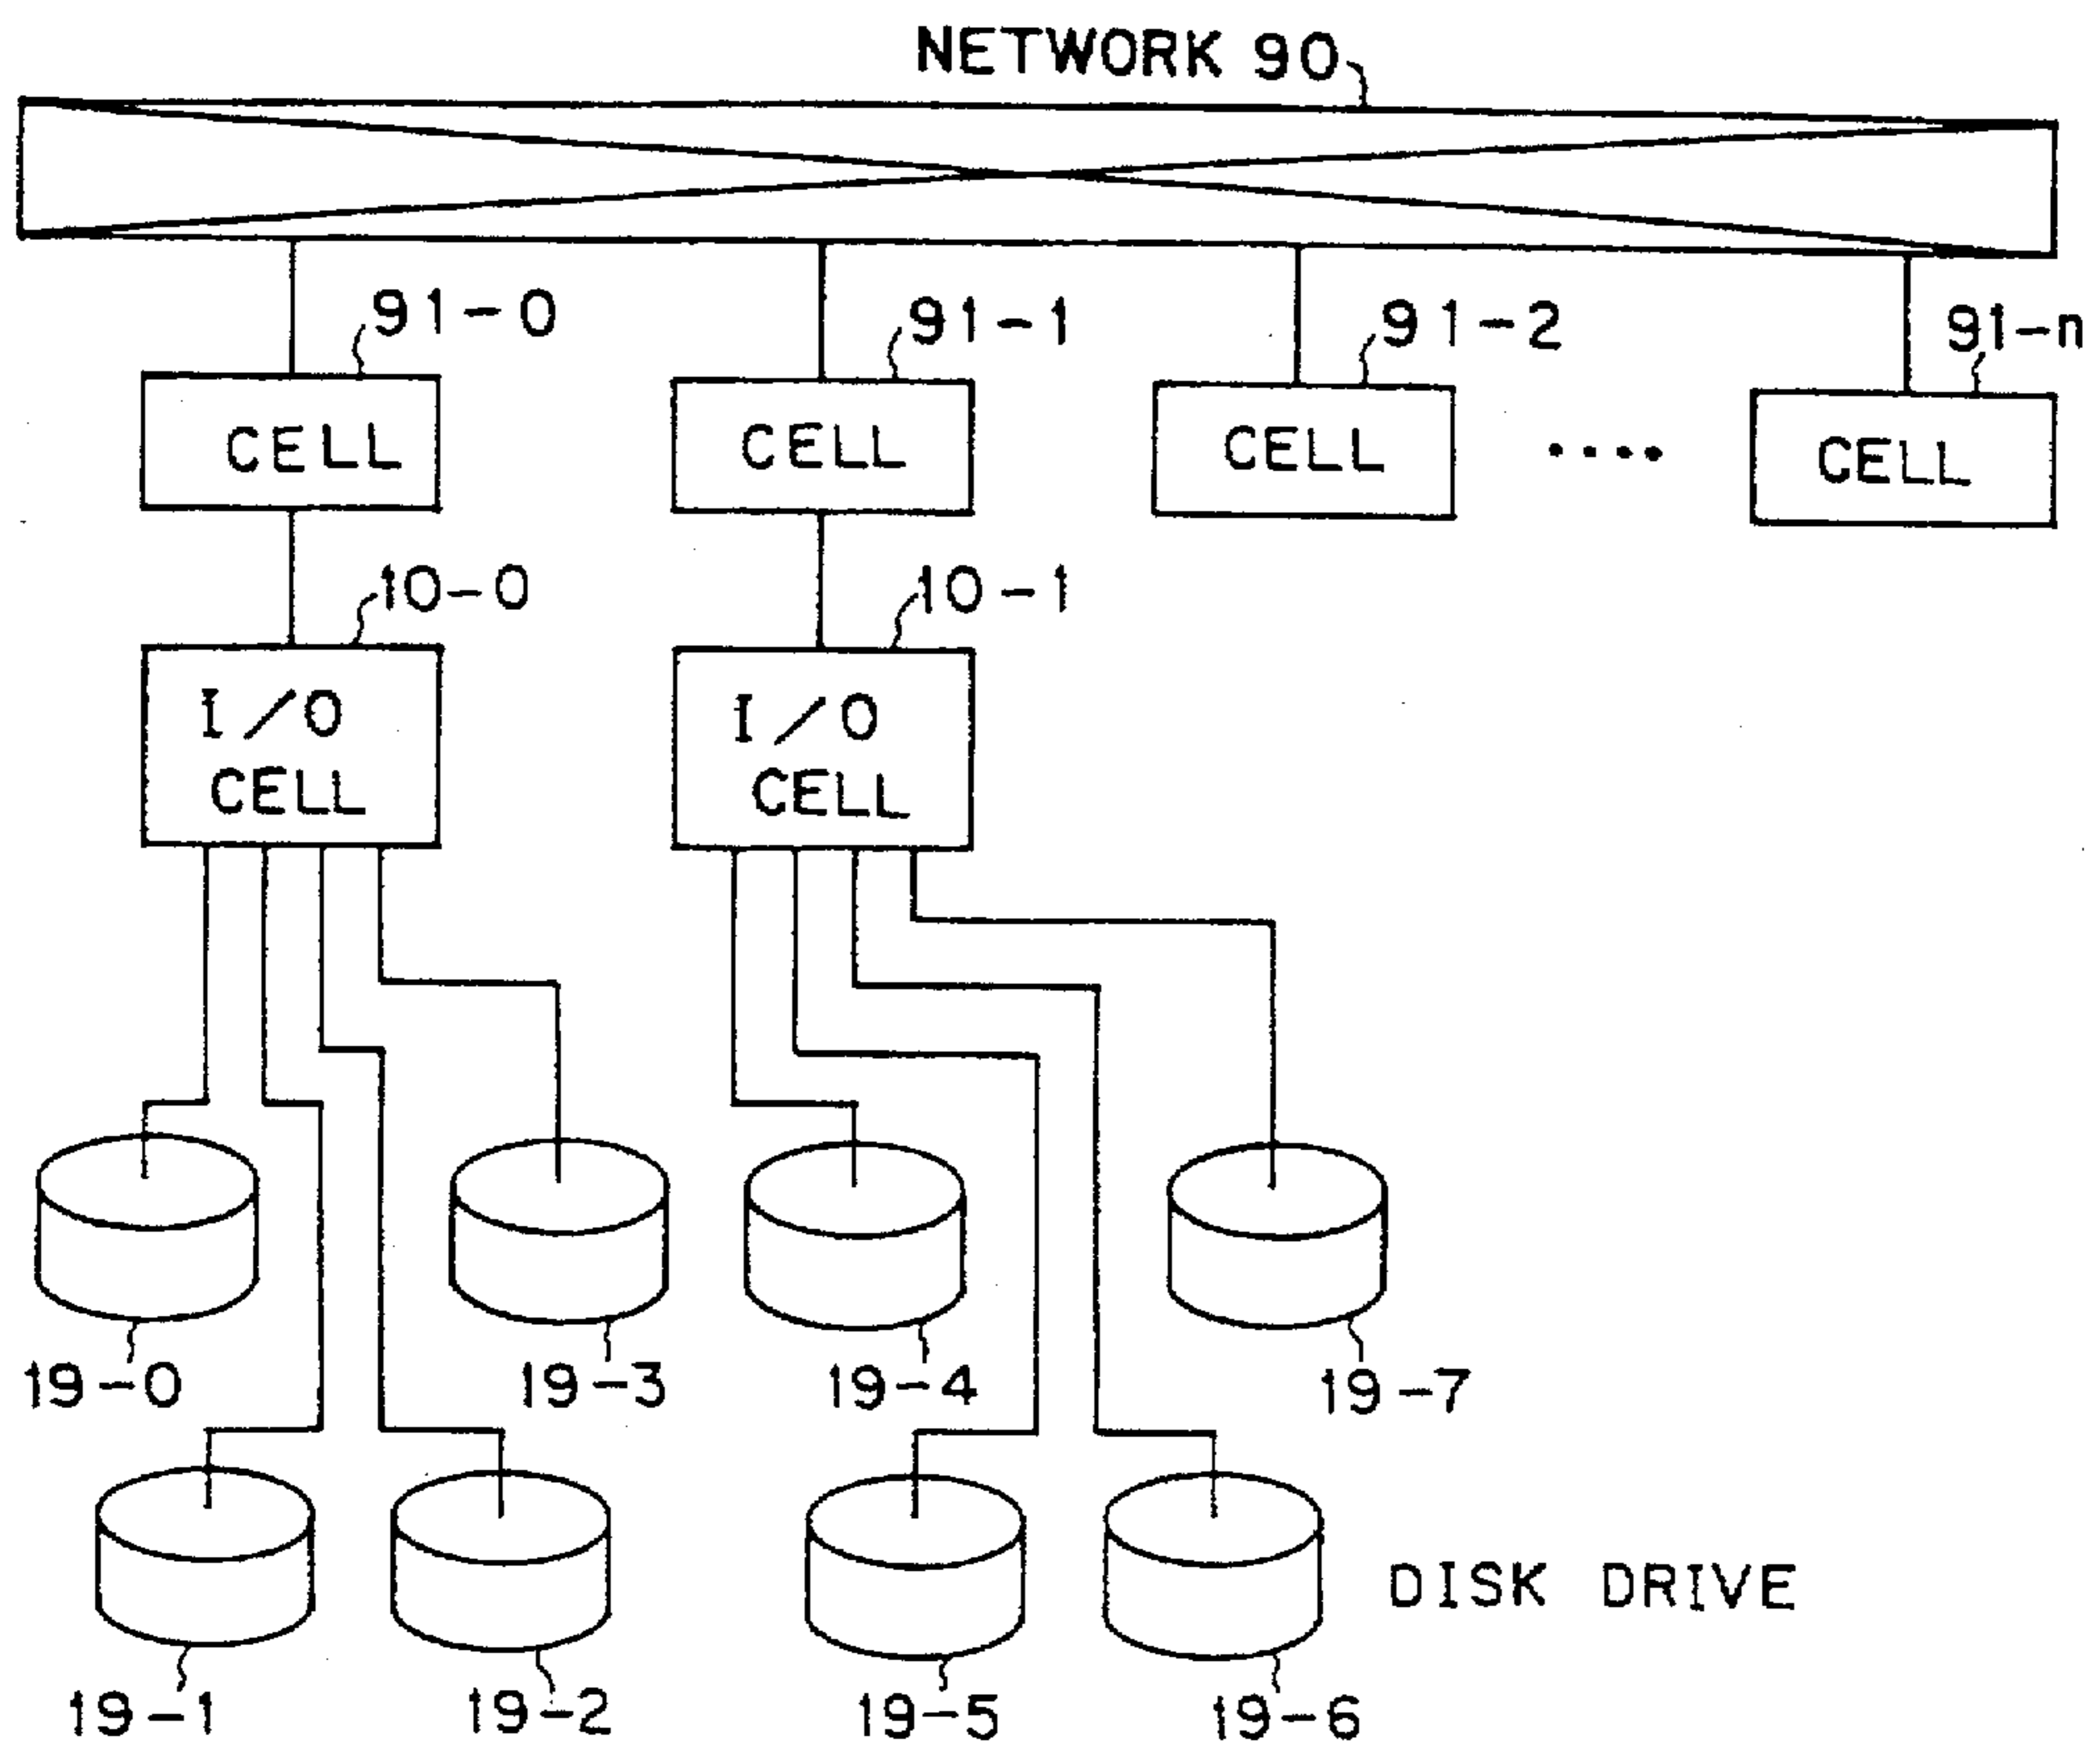 NETWORK 90
91-0
91-1
91-2
91-n
CELL
CELL
CELL
....
CELL
10-0
10-1
I/O
CELL
I/O
CELL
19-0
19-3
19-4
19-7
DISK DRIVE
19-1
19-2
19-5
19-6